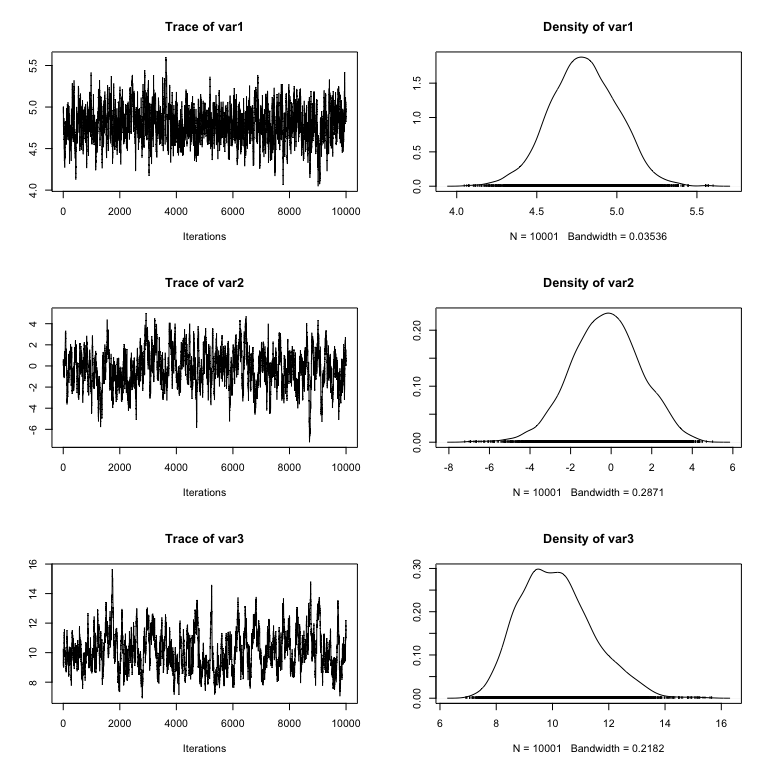 Trace of var1
5.5
5.0
4.5
4.0
0 2000 4000 6000 8000 10000
Iterations
Density of var1
1.5
1.0
0.5
0.0
4.0 4.5 5.0 5.5
N = 10001 Bandwidth = 0.03536
Trace of var2
4
2
0
-2
-4
-6
0 2000 4000 6000 8000 10000
Iterations
Density of var2
0.20
0.10
0.00
-8 -6 -4 -2 0 2 4 6
N = 10001 Bandwidth = 0.2871
Trace of var3
16
14
12
10
8
0 2000 4000 6000 8000 10000
Iterations
Density of var3
0.30
0.20
0.10
0.00
6 8 10 12 14 16
N = 10001 Bandwidth = 0.2182